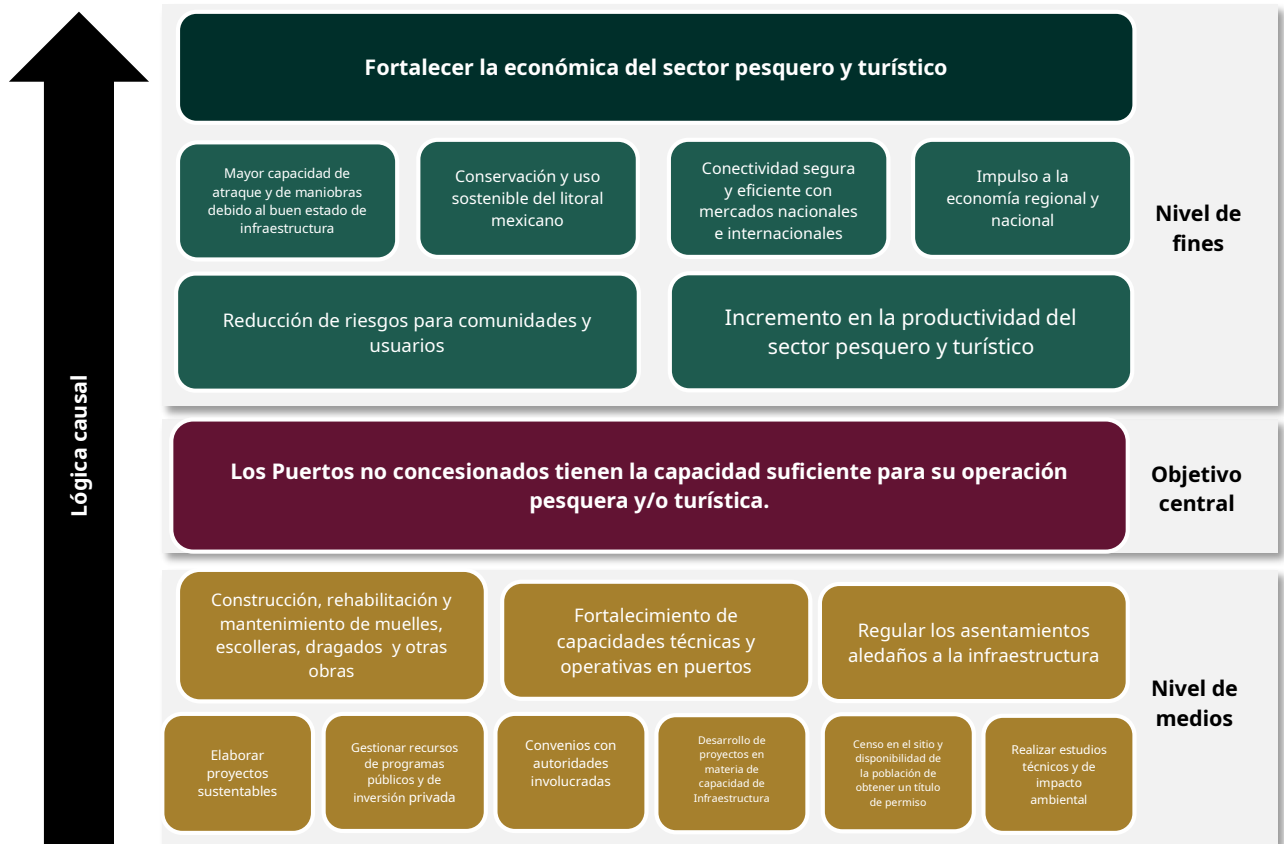 Fortalecer la económica del sector pesquero y turístico
Mayor capacidad de
atraque y de maniobras
debido al buen estado de
infraestructura
Conservación y uso
sostenible del litoral
mexicano
Conectividad segura
y eficiente con
mercados nacionales
e internacionales
Impulso a la
economía regional y
nacional
Nivel de
fines
Reducción de riesgos para comunidades y
usuarios
Incremento en la productividad del
sector pesquero y turístico
Lógica causal
Los Puertos no concesionados tienen la capacidad suficiente para su operación
pesquera y/o turística.
Objetivo
central
Construcción, rehabilitación y
mantenimiento de muelles,
escolleras, dragados y otras
obras
Fortalecimiento de
capacidades técnicas y
operativas en puertos
Regular los asentamientos
aledaños a la infraestructura
Nivel de
medios
Elaborar
proyectos
sustentables
Gestionar recursos
de programas
públicos y de
inversión privada
Convenios con
autoridades
involucradas
Desarrollo de
proyectos en
materia de
capacidad de
Infraestructura
Censo en el sitio y
disponibilidad de
la población de
obtener un título
de permiso
Realizar estudios
técnicos y de
impacto
ambiental